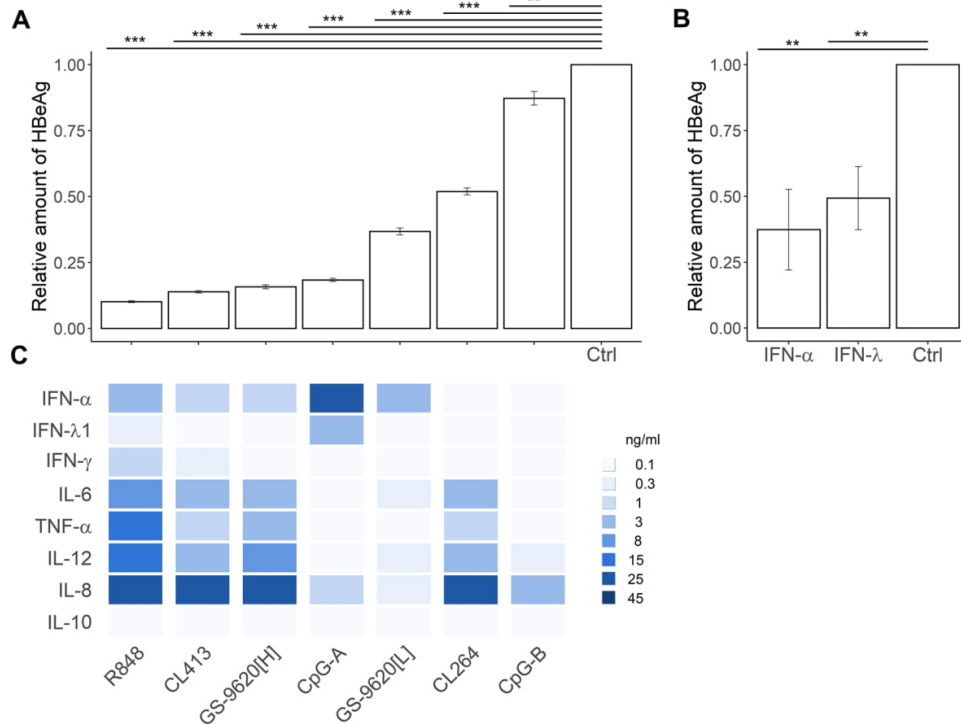 A
***
***
***
***
***
***
Relative amount of HBeAg
1.00
0.75
0.50
0.25
0.00
Ctrl
B
**
**
Relative amount of HBeAg
1.00
0.75
0.50
0.25
0.00
IFN-α IFN-λ Ctrl
C
IFN-α
IFN-λ1
IFN-γ
IL-6
TNF-α
IL-12
IL-8
IL-10
R848 CL413 GS-9620[H] CpG-A GS-9620[L] CL264 CpG-B
ng/ml
0.1
0.3
1
3
8
15
25
45